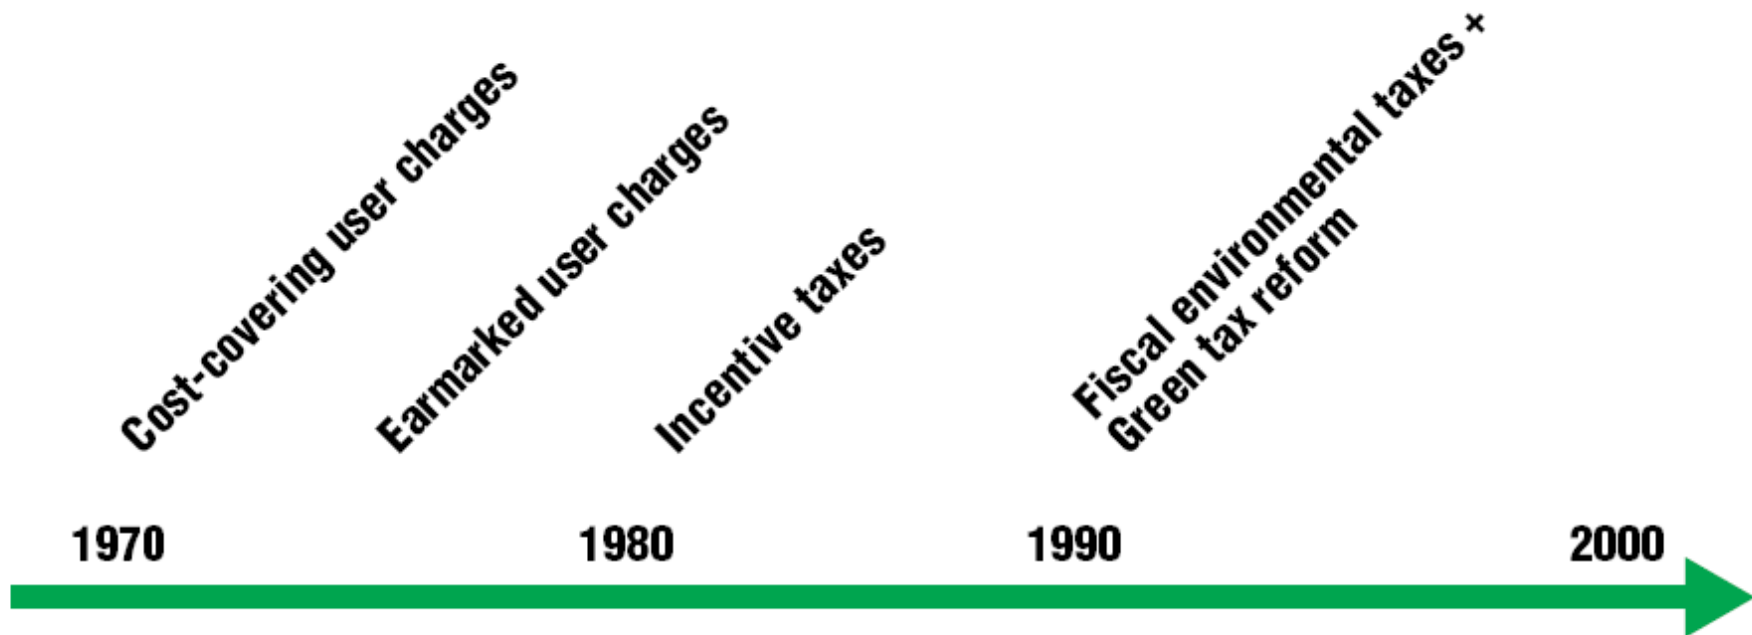 Cost-covering user charges
Earmarked user charges
Incentive taxes
Fiscal environmental taxes +
Green tax reform
1970
1980
1990
2000